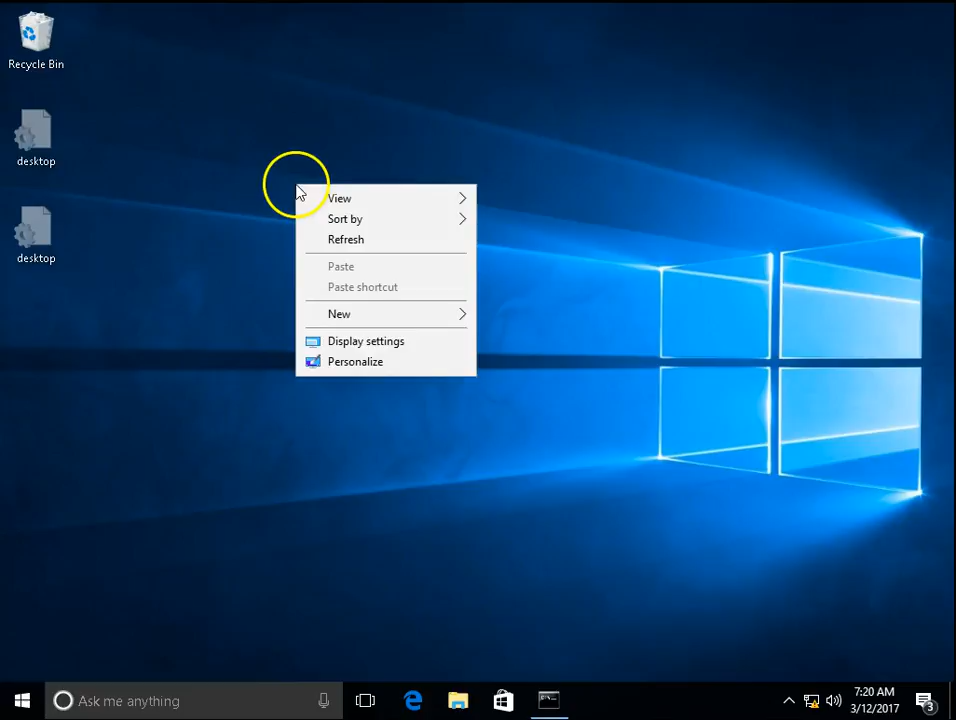 Recycle Bin
desktop
desktop
View
Sort by
Refresh
Paste
Paste shortcut
New
Display settings
Personalize
Ask me anything
7:20 AM
3/12/2017
3